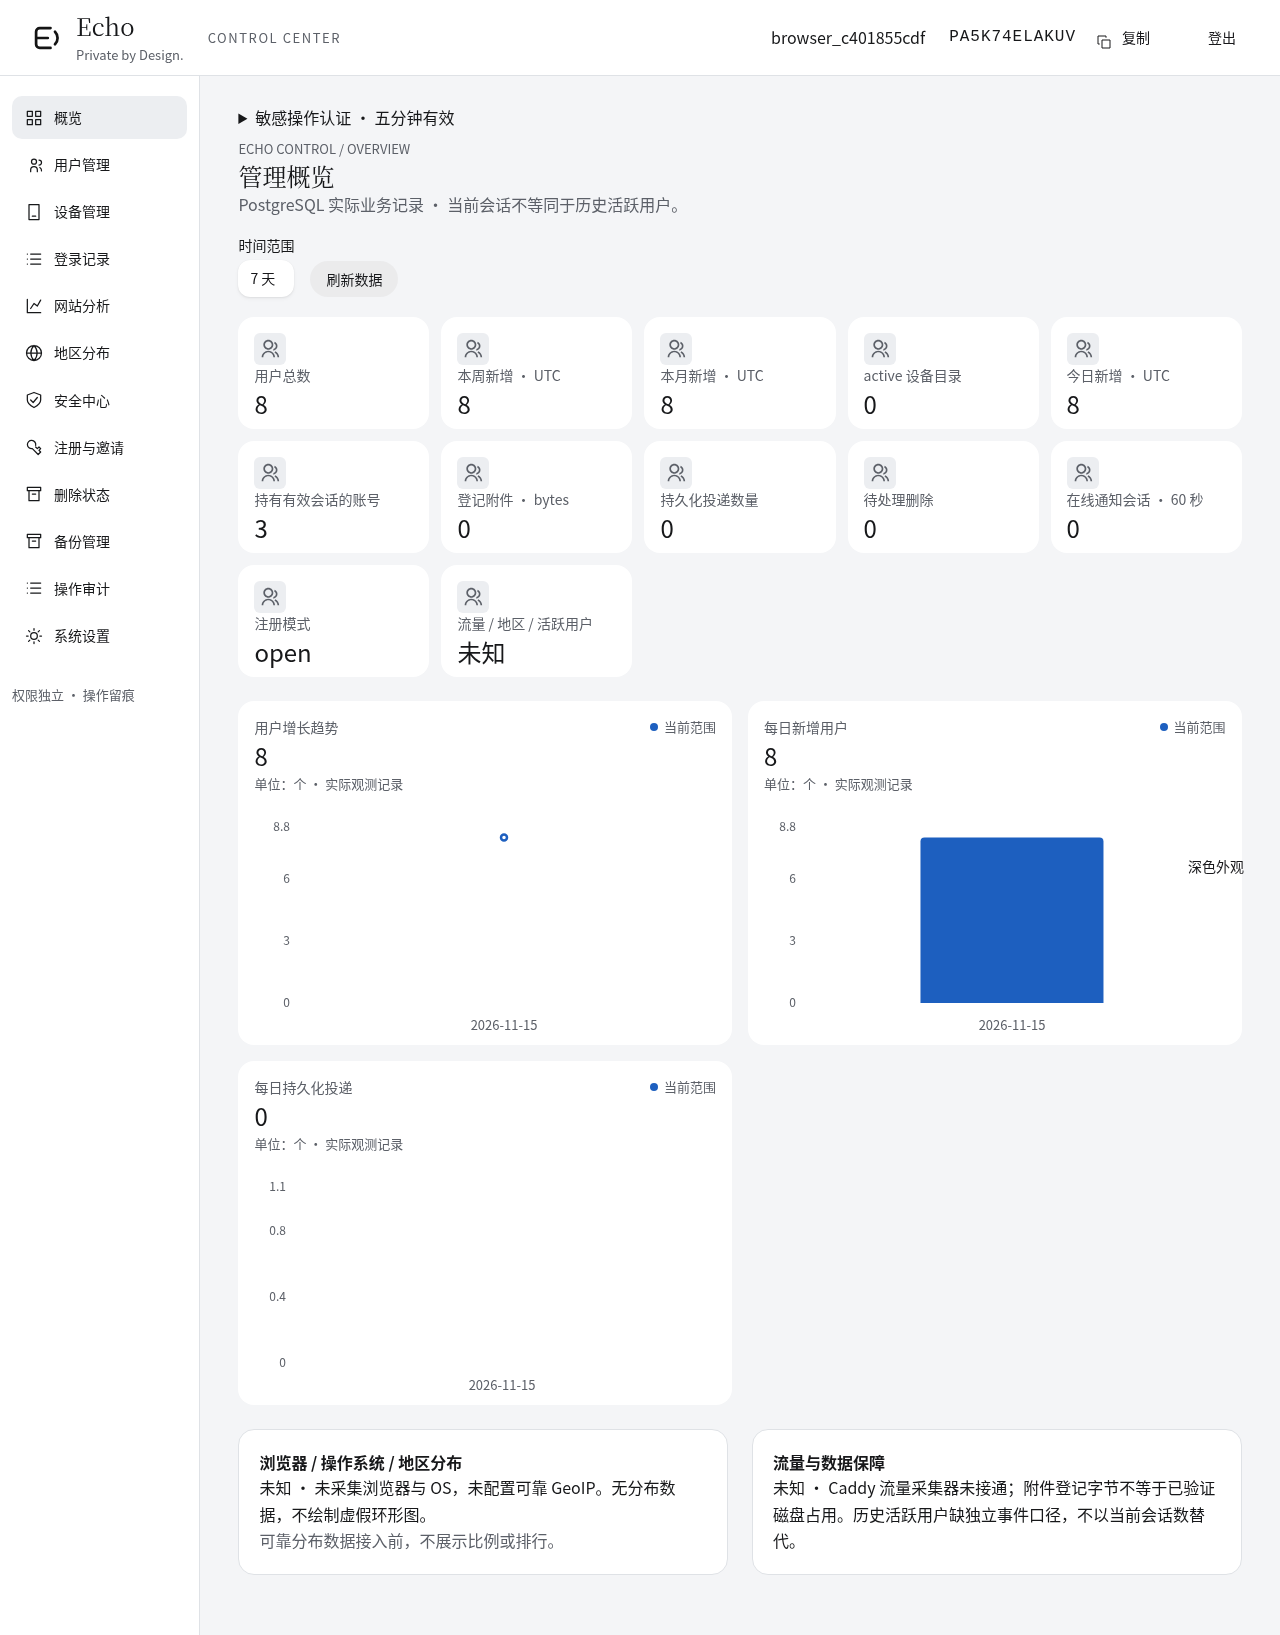 Echo
Private by Design.
CONTROL CENTER
browser_c401855cdf
PA5K74ELAKUV
复制
登出
概览
用户管理
设备管理
登录记录
网站分析
地区分布
安全中心
注册与邀请
删除状态
备份管理
操作审计
系统设置
权限独立 · 操作留痕
敏感操作认证 · 五分钟有效
ECHO CONTROL / OVERVIEW
管理概览
PostgreSQL 实际业务记录 · 当前会话不等同于历史活跃用户。
时间范围
7 天
刷新数据
用户总数
8
本周新增 · UTC
8
本月新增 · UTC
8
active 设备目录
0
今日新增 · UTC
8
持有有效会话的账号
3
登记附件 · bytes
0
持久化投递数量
0
待处理删除
0
在线通知会话 · 60 秒
0
注册模式
open
流量 / 地区 / 活跃用户
未知
用户增长趋势
当前范围
8
单位：个 · 实际观测记录
8.8
6
3
0
2026-11-15
每日新增用户
当前范围
8
单位：个 · 实际观测记录
8.8
6
3
0
2026-11-15
深色外观
每日持久化投递
当前范围
0
单位：个 · 实际观测记录
1.1
0.8
0.4
0
2026-11-15
浏览器 / 操作系统 / 地区分布
未知 · 未采集浏览器与 OS，未配置可靠 GeoIP。无分布数
据，不绘制虚假环形图。
可靠分布数据接入前，不展示比例或排行。
流量与数据保障
未知 · Caddy 流量采集器未接通；附件登记字节不等于已验证
磁盘占用。历史活跃用户缺独立事件口径，不以当前会话数替
代。